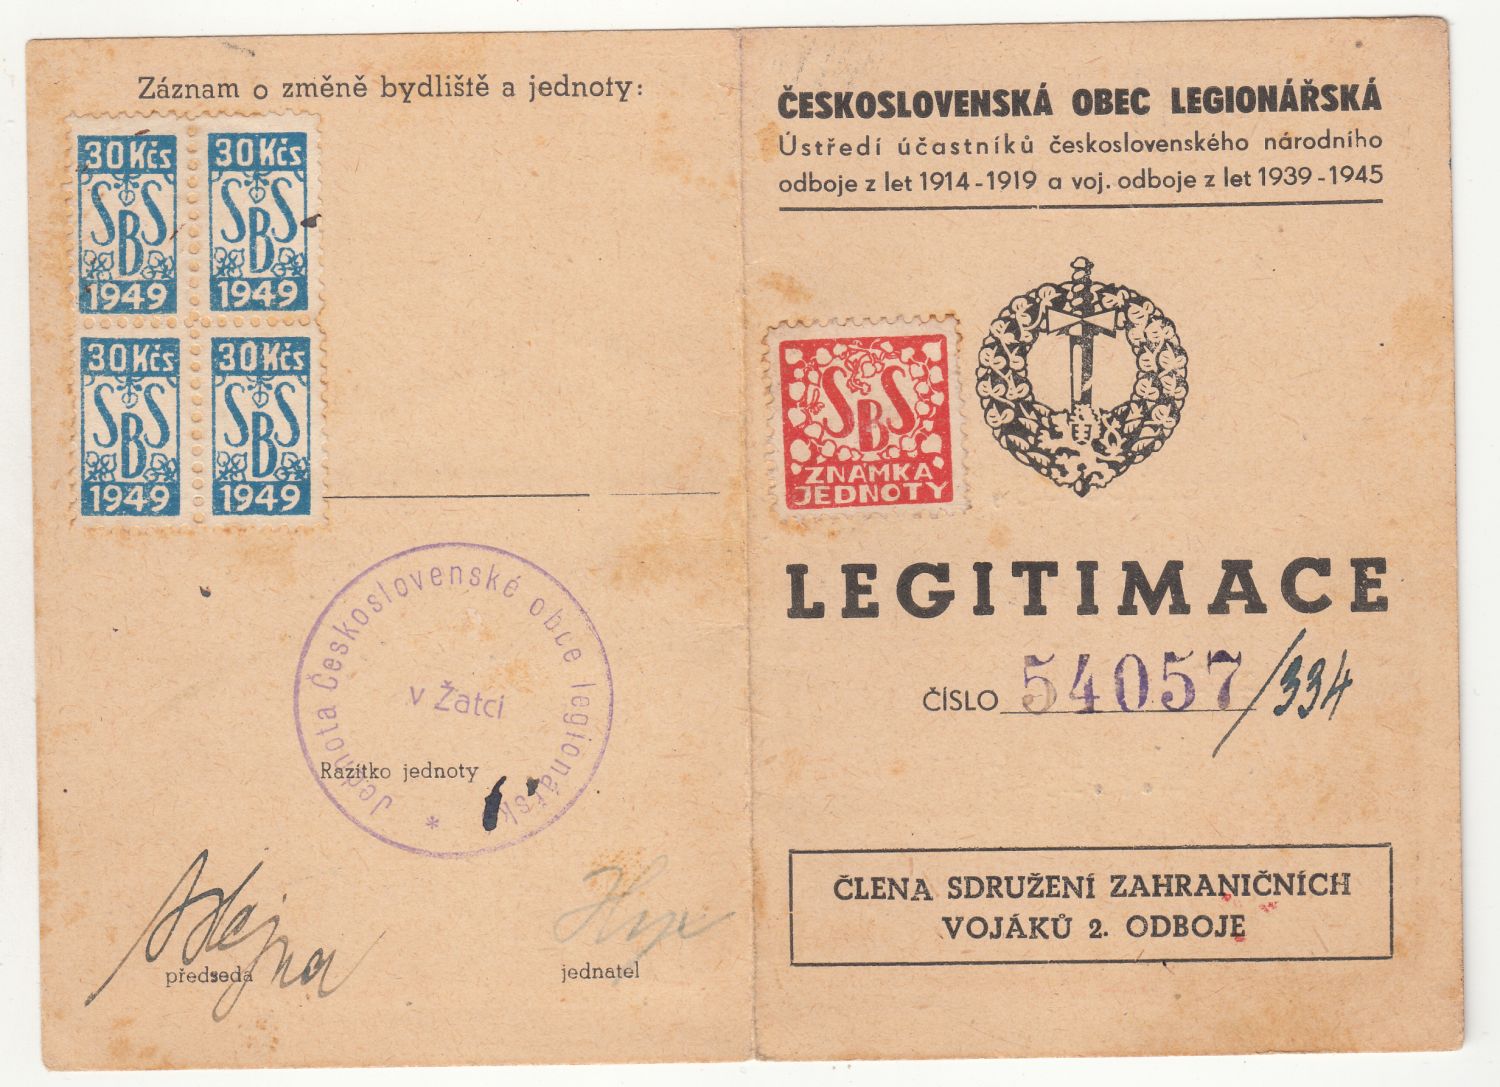 Záznam o změně bydliště a jednoty:
30 Kčs
SBS
1949
30 Kčs
SBS
1949
30 Kčs
SBS
1949
30 Kčs
SBS
1949
Jednota Československé obce legionářsk
*
v Žatci
Razítko jednoty
předseda
jednatel
ČESKOSLOVENSKÁ OBEC LEGIONÁŘSKÁ
Ústředí účastníků československého národního
odboje z let 1914-1919 a voj. odboje z let 1939-1945
SBS
ZNÁMKA
JEDNOTY
LEGITIMACE
ČÍSLO 54057/334
ČLENA SDRUŽENÍ ZAHRANIČNÍCH
VOJÁKŮ 2. ODBOJE